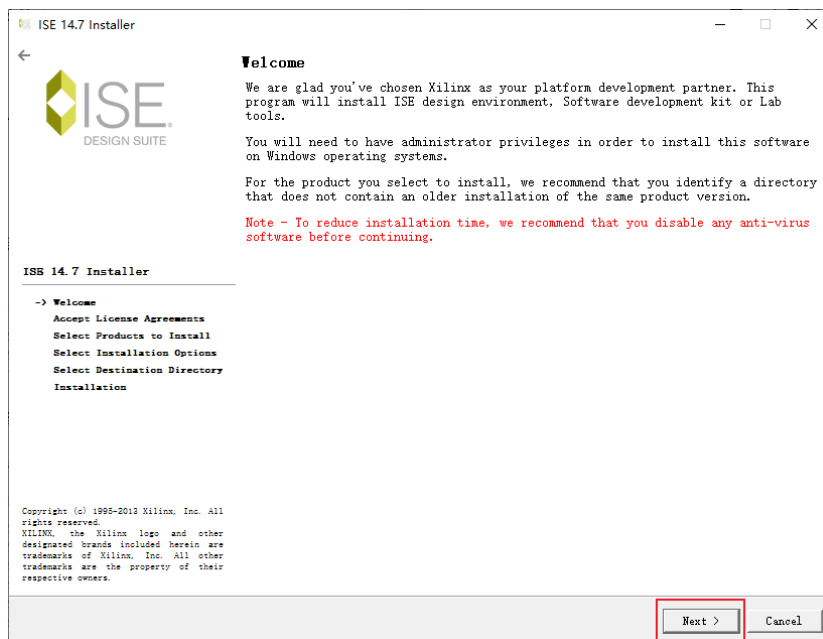 ISE 14.7 Installer
ISE
DESIGN SUITE
Welcome
We are glad you've chosen Xilinx as your platform development partner. This
program will install ISE design environment, Software development kit or Lab
tools.
You will need to have administrator privileges in order to install this software
on Windows operating systems.
For the product you select to install, we recommend that you identify a directory
that does not contain an older installation of the same product version.
Note - To reduce installation time, we recommend that you disable any anti-virus
software before continuing.
ISE 14.7 Installer
-> Welcome
Accept License Agreements
Select Products to Install
Select Installation Options
Select Destination Directory
Installation
Copyright (c) 1995-2013 Xilinx, Inc. All
rights reserved.
XILINX, the Xilinx logo and other
designated brands included herein are
trademarks of Xilinx, Inc. All other
trademarks are the property of their
respective owners.
Next >
Cancel